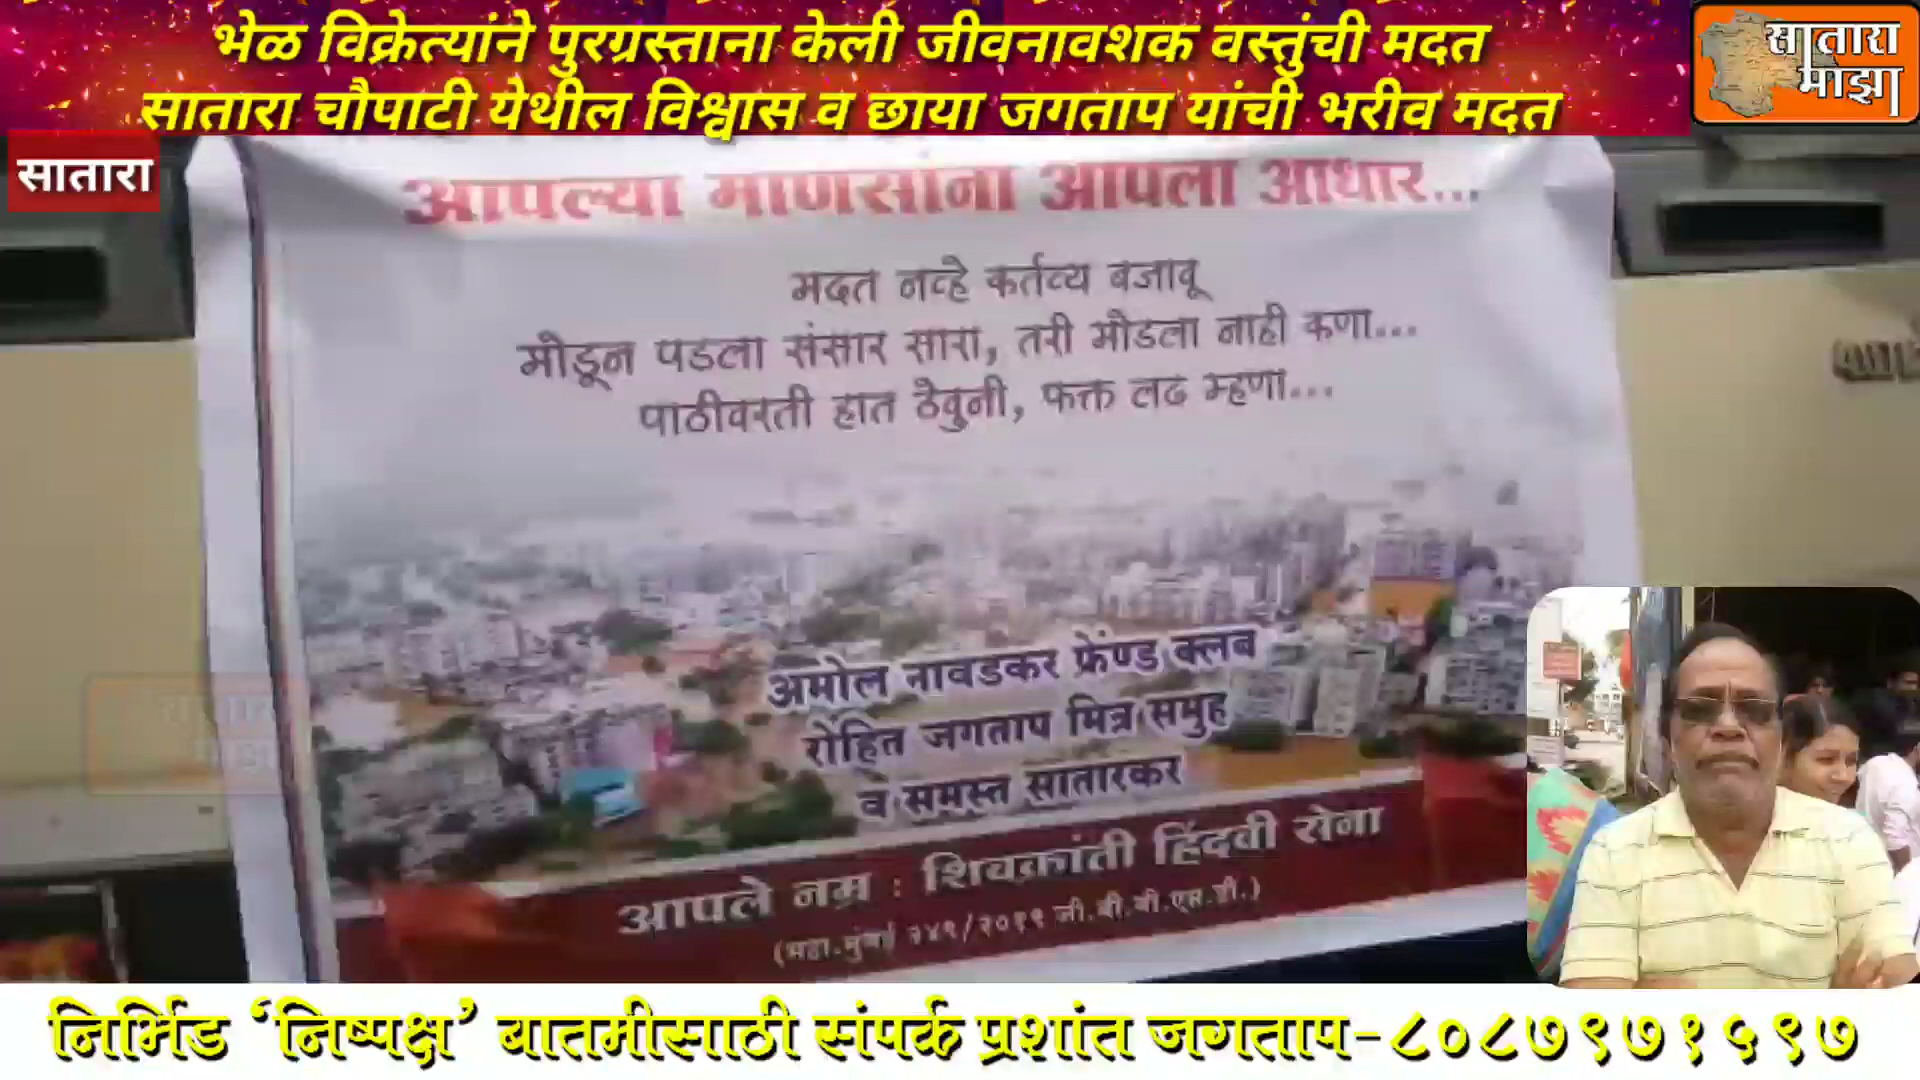 भेळ विक्रेत्यांने पुरग्रस्ताना केली जीवनावशक वस्तुंची मदत
सातारा चौपाटी येथील विश्वास व छाया जगताप यांची भरीव मदत
सातारा
माझा
सातारा
आपल्या माणसांना आपला आधार...
मदत नव्हे कर्तव्य बजावू
मोडून पडला संसार सारा, तरी मोडला नाही कणा...
पाठीवरती हात ठेवुनी, फक्त लढ म्हणा...
अमोल नावडकर फ्रेंण्ड क्लब
रोहित जगताप मित्र समुह
व समस्त सातारकर
आपले नम्र : शिवक्रांती हिंदवी सेना
निर्भिड ‘निष्पक्ष’ बातमीसाठी संपर्क प्रशांत जगताप-८०८७९७१५९७